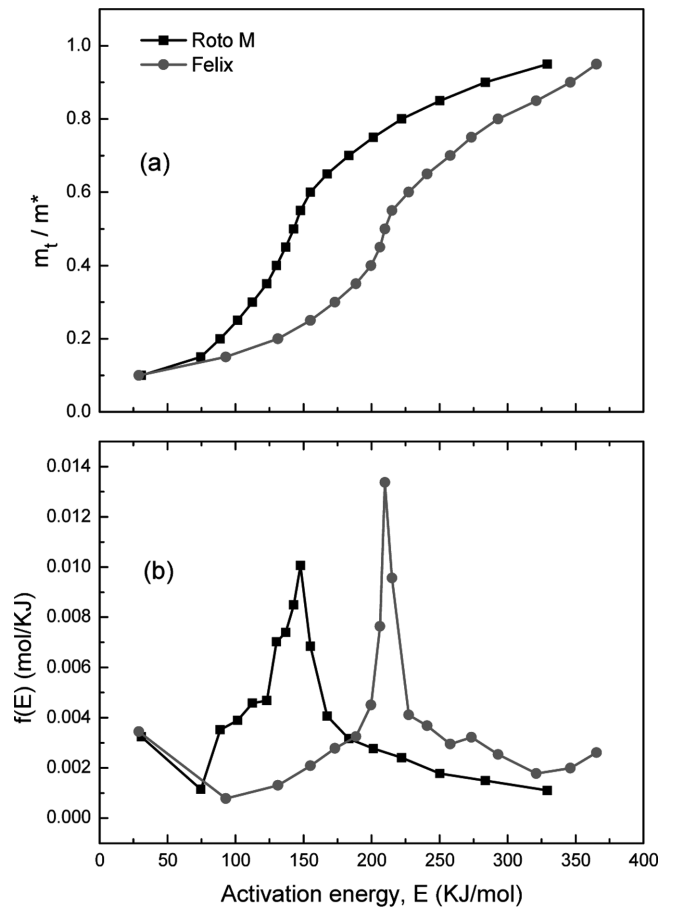 Roto M
Felix
(a)
m_t / m*
1.0
0.8
0.6
0.4
0.2
0.0
(b)
f(E) (mol/KJ)
0.014
0.012
0.010
0.008
0.006
0.004
0.002
0.000
0 50 100 150 200 250 300 350 400
Activation energy, E (KJ/mol)